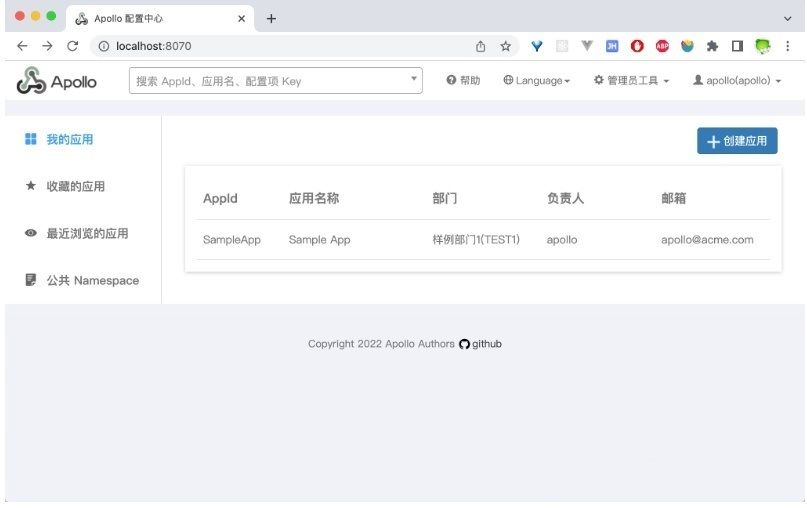 Apollo 配置中心
localhost:8070
JH
ABP
Apollo
搜索 AppId、应用名、配置项 Key
帮助
Language
管理员工具
apollo(apollo)
我的应用
创建应用
收藏的应用
最近浏览的应用
公共 Namespace
AppId 应用名称 部门 负责人 邮箱
SampleApp Sample App 样例部门1(TEST1) apollo apollo@acme.com
Copyright 2022 Apollo Authors github